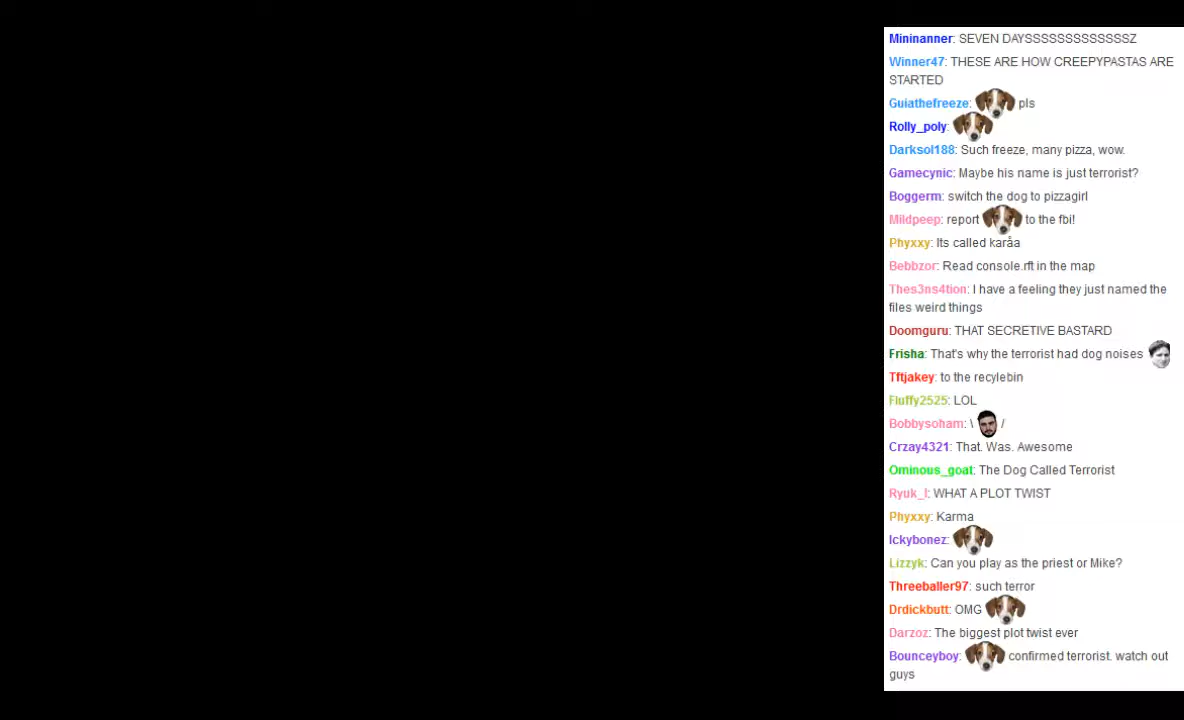 Mininanner: SEVEN DAYSSSSSSSSSSSSSZ
Winner47: THESE ARE HOW CREEPYPASTAS ARE
STARTED
Guiathefreeze: pls
Rolly_poly:
Darksol188: Such freeze, many pizza, wow.
Gamecynic: Maybe his name is just terrorist?
Boggerm: switch the dog to pizzagirl
Mildpeep: report to the fbi!
Phyxxy: Its called karåa
Bebbzor: Read console.rft in the map
Thes3ns4tion: I have a feeling they just named the
files weird things
Doomguru: THAT SECRETIVE BASTARD
Frisha: That's why the terrorist had dog noises
Tftjakey: to the recylebin
Fluffy2525: LOL
Bobbysoham: \ /
Crzay4321: That. Was. Awesome
Ominous_goat: The Dog Called Terrorist
Ryuk_l: WHAT A PLOT TWIST
Phyxxy: Karma
Ickybonez:
Lizzyk: Can you play as the priest or Mike?
Threeballer97: such terror
Drdickbutt: OMG
Darzoz: The biggest plot twist ever
Bounceyboy: confirmed terrorist. watch out
guys